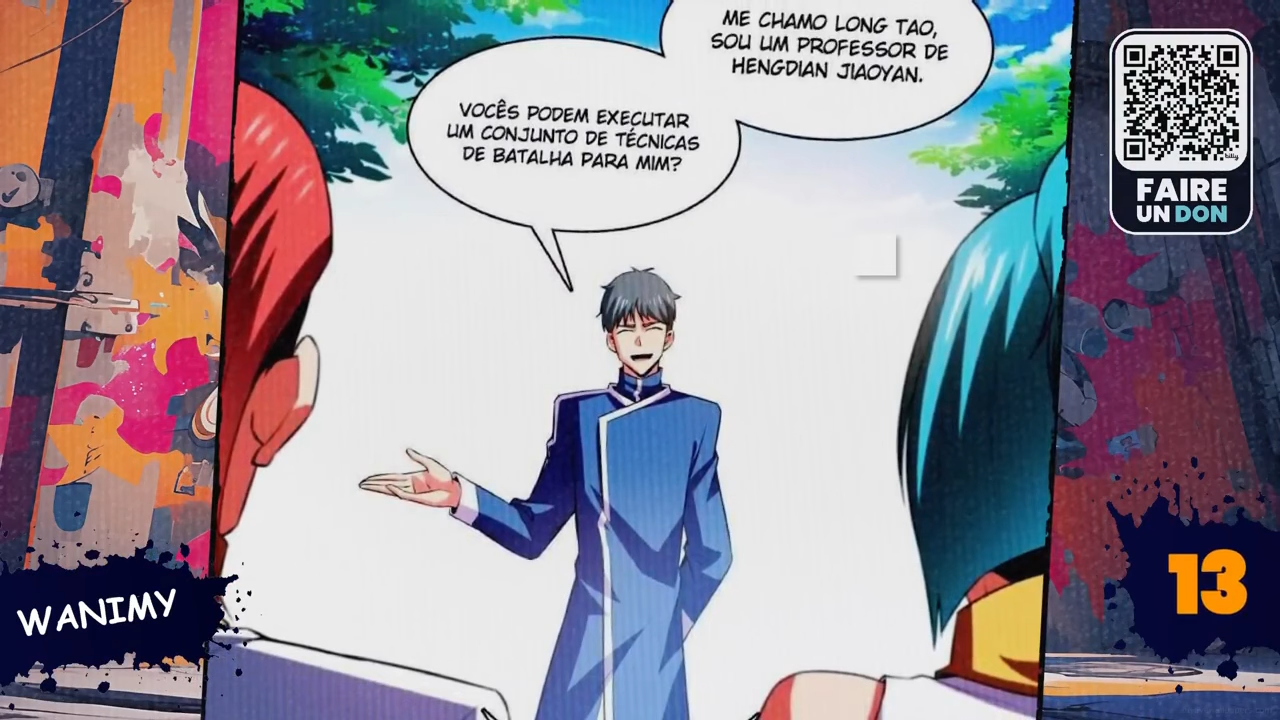 ME CHAMO LONG TAO,
SOU UM PROFESSOR DE
HENGDIAN JIAOYAN.
VOCÊS PODEM EXECUTAR
UM CONJUNTO DE TÉCNICAS
DE BATALHA PARA MIM?
billy
FAIRE
UN DON
WANIMY
13